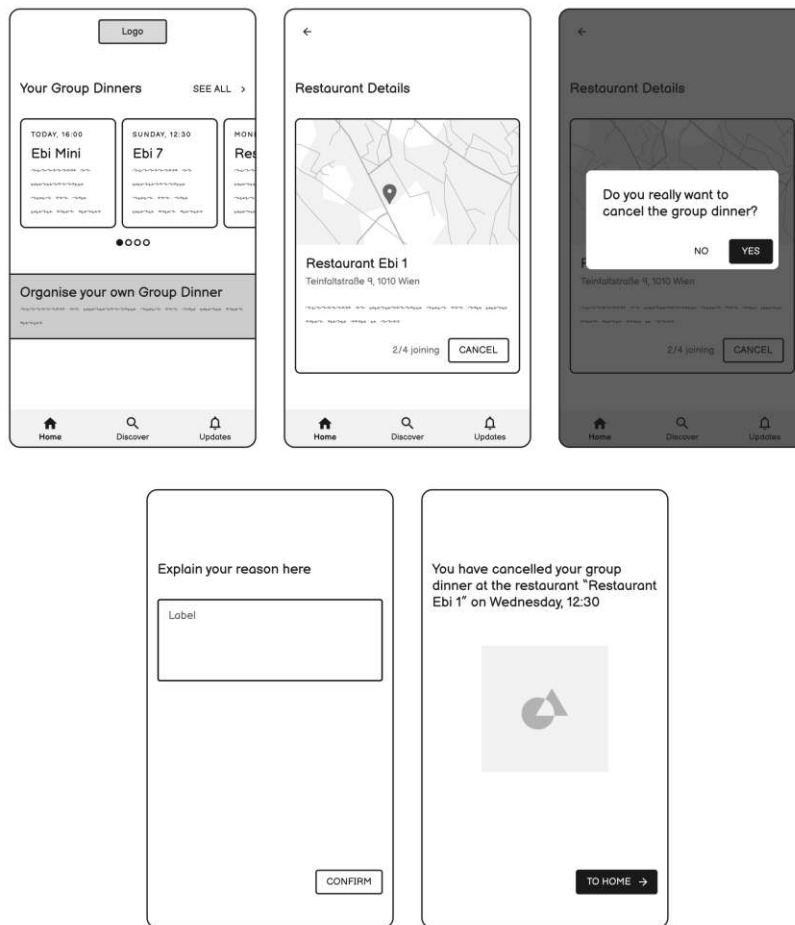 Logo
Your Group Dinners SEE ALL >
TODAY, 16:00
Ebi Mini
SUNDAY, 12:30
Ebi 7
MON
Res
Organise your own Group Dinner
Home Discover Updates
Restaurant Details
Restaurant Ebi 1
Teinfaltstraße 9, 1010 Wien
2/4 joining CANCEL
Home Discover Updates
Restaurant Details
Do you really want to
cancel the group dinner?
NO YES
Teinfaltstraße 9, 1010 Wien
2/4 joining CANCEL
Home Discover Updates
Explain your reason here
Label
CONFIRM
You have cancelled your group
dinner at the restaurant “Restaurant
Ebi 1” on Wednesday, 12:30
TO HOME →